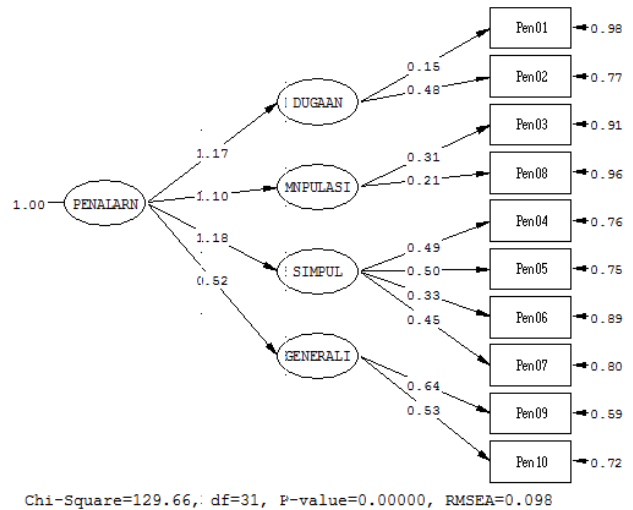 Pen01
0.98
0.15
Pen02
0.77
DUGAAN
0.48
Pen03
0.91
1.17
0.31
Pen08
0.96
MNPULASI
0.21
1.00
PENALARN
1.10
Pen04
0.76
1.18
0.49
SIMPUL
0.50
Pen05
0.75
0.52
0.33
Pen06
0.89
0.45
Pen07
0.80
GENERALI
0.64
Pen09
0.59
0.53
Pen10
0.72
Chi-Square=129.66, df=31, P-value=0.00000, RMSEA=0.098